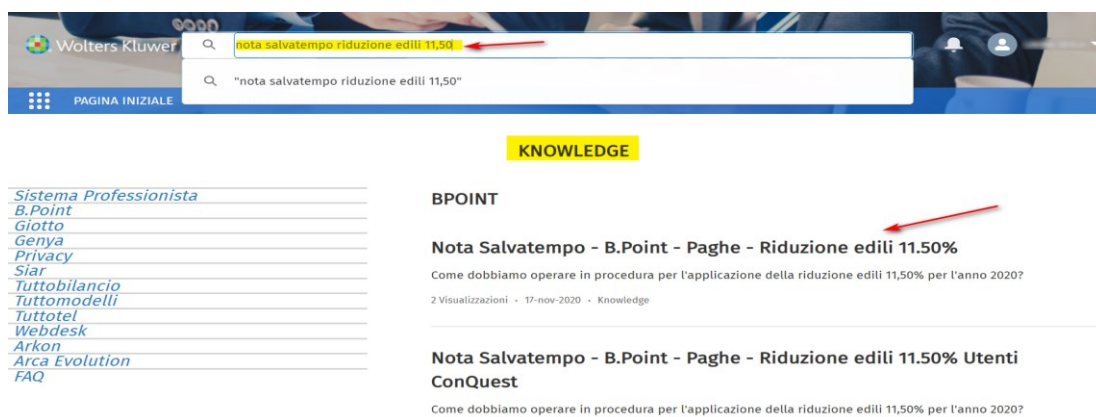 Wolters Kluwer
nota salvatempo riduzione edili 11,50
"nota salvatempo riduzione edili 11,50"
PAGINA INIZIALE
KNOWLEDGE
Sistema Professionista
B.Point
Giotto
Genya
Privacy
Siar
Tuttobilancio
Tuttomodelli
Tuttotel
Webdesk
Arkon
Arca Evolution
FAQ
BPOINT
Nota Salvatempo - B.Point - Paghe - Riduzione edili 11.50%
Come dobbiamo operare in procedura per l'applicazione della riduzione edili 11,50% per l'anno 2020?
2 Visualizzazioni • 17-nov-2020 • Knowledge
Nota Salvatempo - B.Point - Paghe - Riduzione edili 11.50% Utenti
ConQuest
Come dobbiamo operare in procedura per l'applicazione della riduzione edili 11,50% per l'anno 2020?